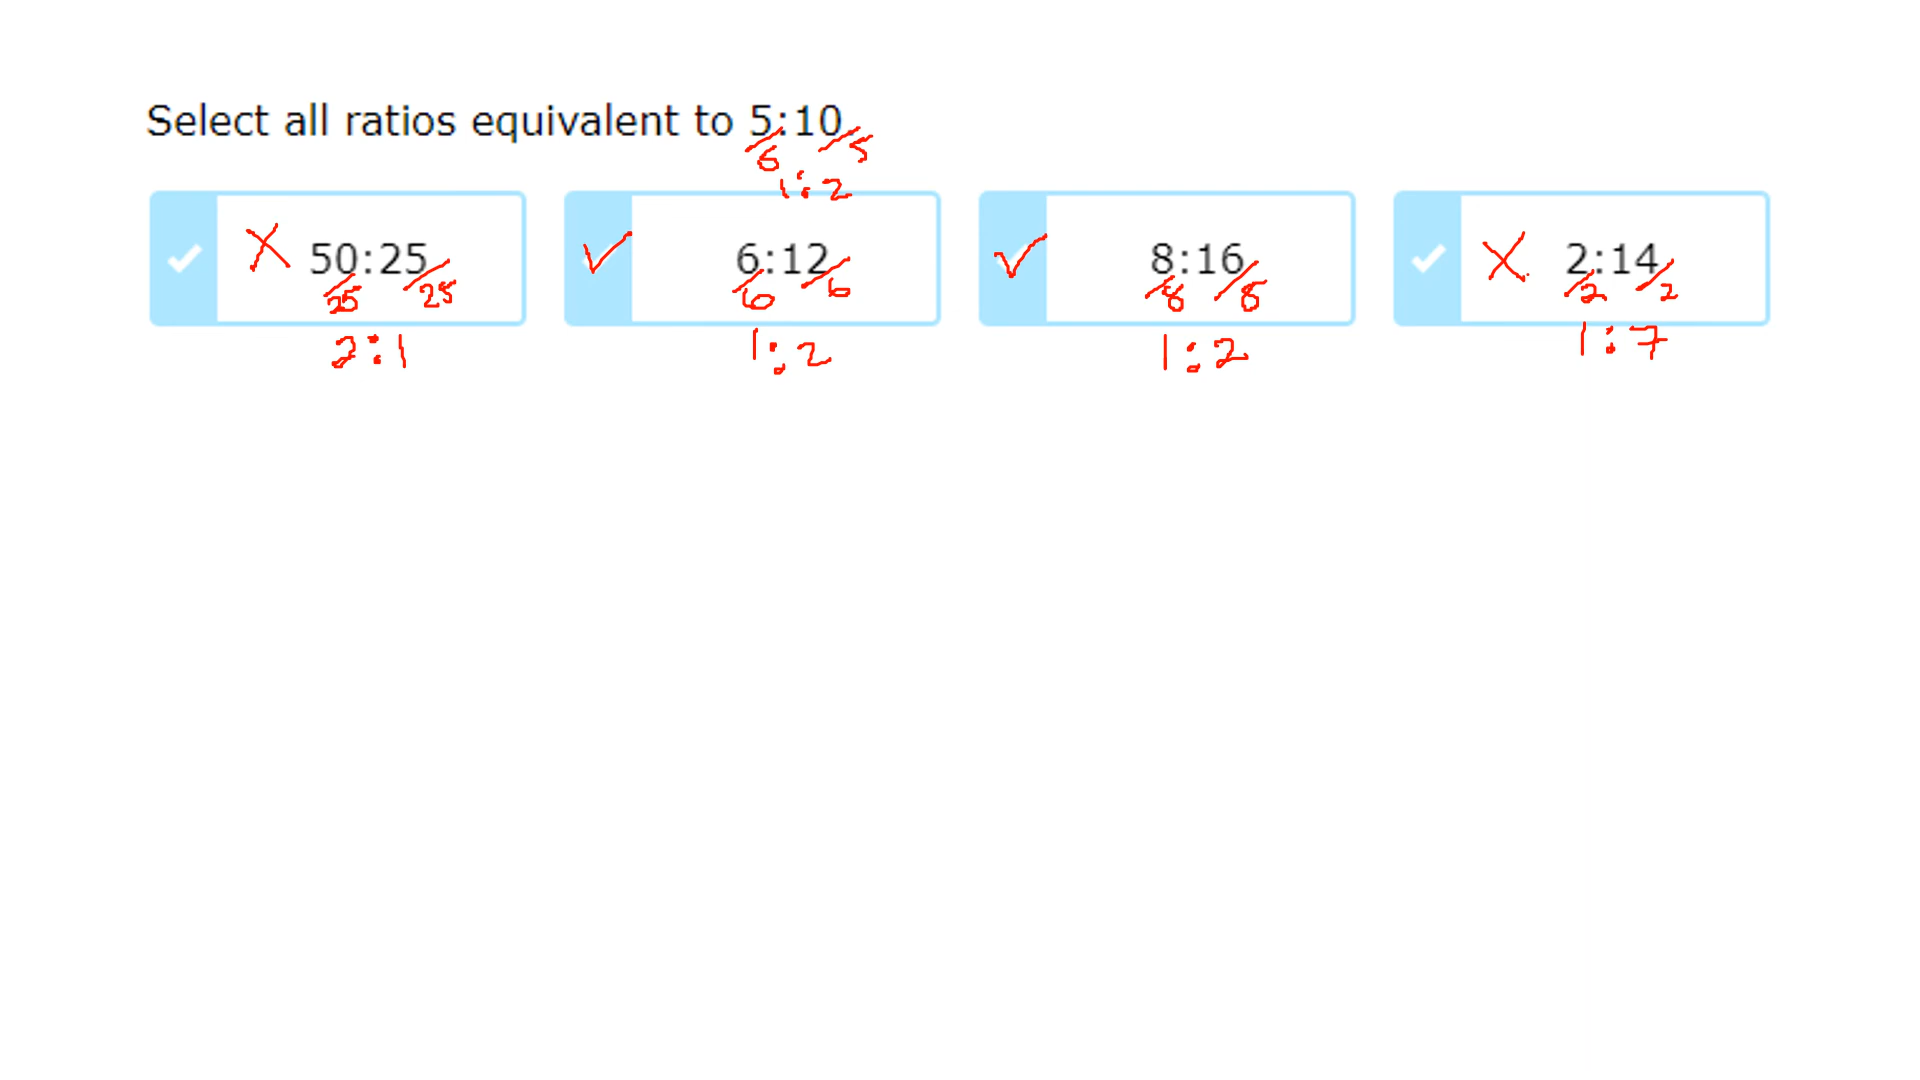 Select all ratios equivalent to 5:10
/5 /5
1:2
50:25 6:12 8:16 2:14
/25 /25 /6 /6 /8 /8 /2 /2
2:1 1:2 1:2 1:7